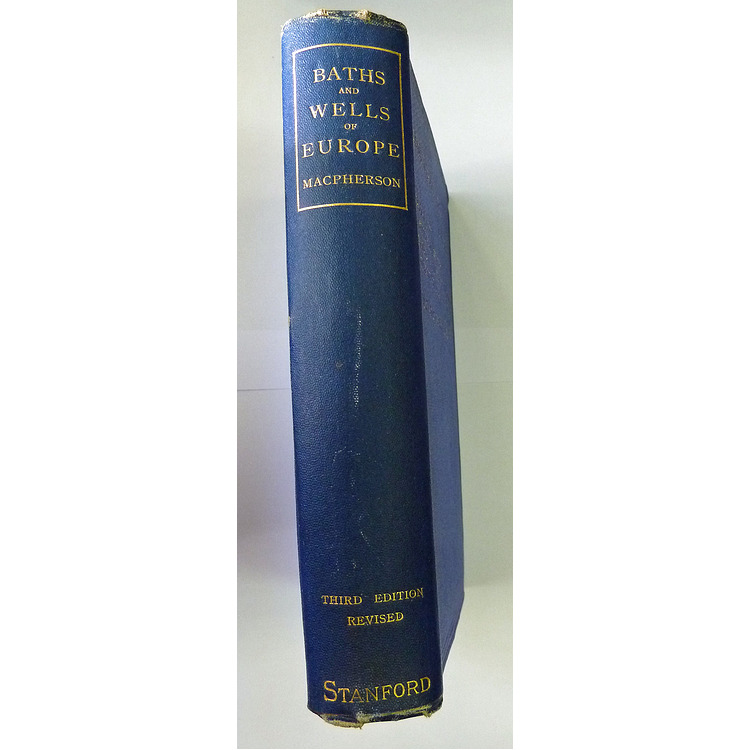 BATHS
AND
WELLS
OF
EUROPE
MACPHERSON
THIRD EDITION
REVISED
STANFORD